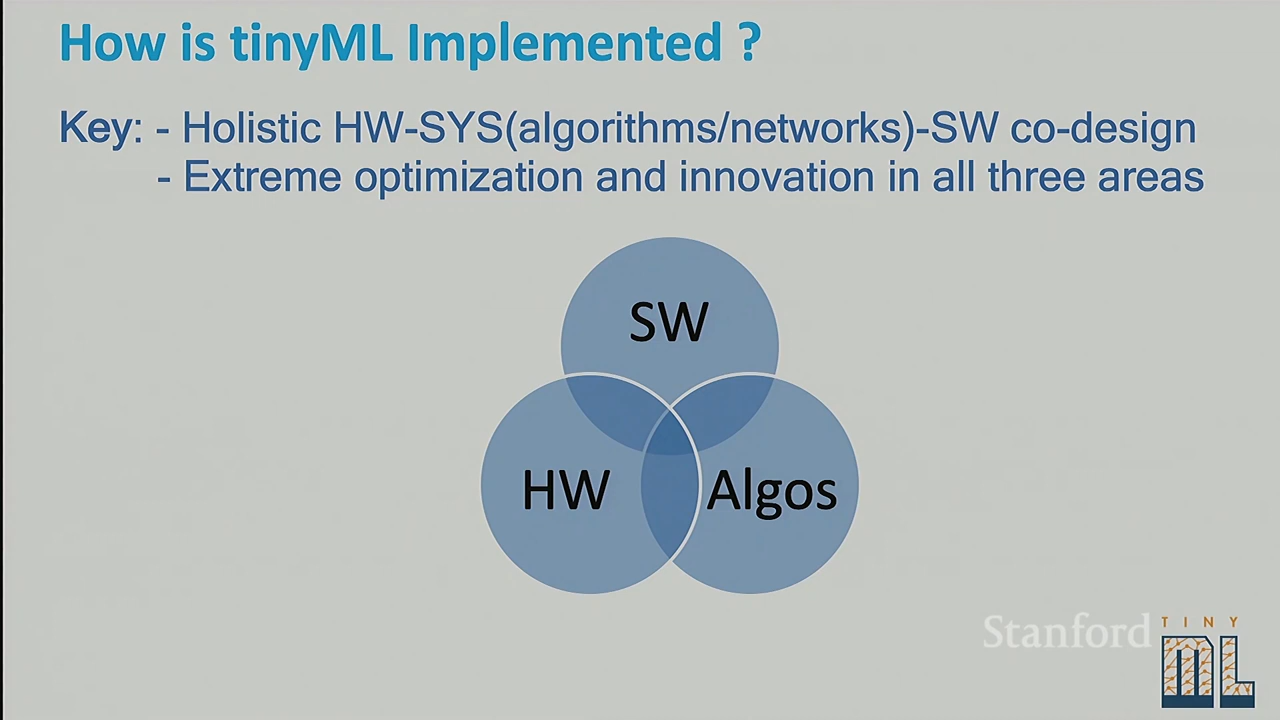 How is tinyML Implemented ?
Key: - Holistic HW-SYS(algorithms/networks)-SW co-design
- Extreme optimization and innovation in all three areas
SW
HW
Algos
Stanford
TINY
ML